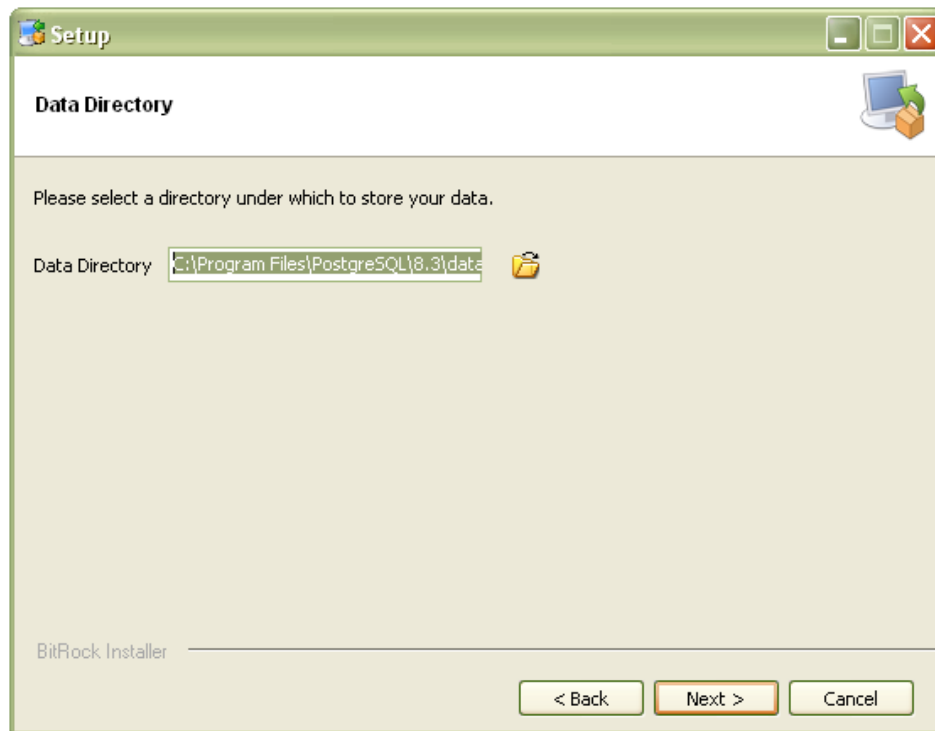 Setup
Data Directory
Please select a directory under which to store your data.
Data Directory C:\Program Files\PostgreSQL\8.3\data
BitRock Installer
< Back Next > Cancel